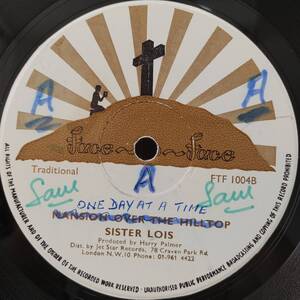 A
A
Face to Face
Traditional
A
FTF 1004B
Saul
Saul
ONE DAY AT A TIME
MANSION OVER THE HILLTOP
SISTER LOIS
Produced by Harry Palmer
Dist. by Jet Star Records, 78 Craven Park Rd.
London N.W.10 Phone: 01-961 4422
ALL RIGHTS OF THE MANUFACTURER AND OF THE OWNER OF THE RECORDED WORK RESERVED · UNAUTHORISED PUBLIC PERFORMANCE BROADCASTING AND COPYING OF THIS RECORD PROHIBITED